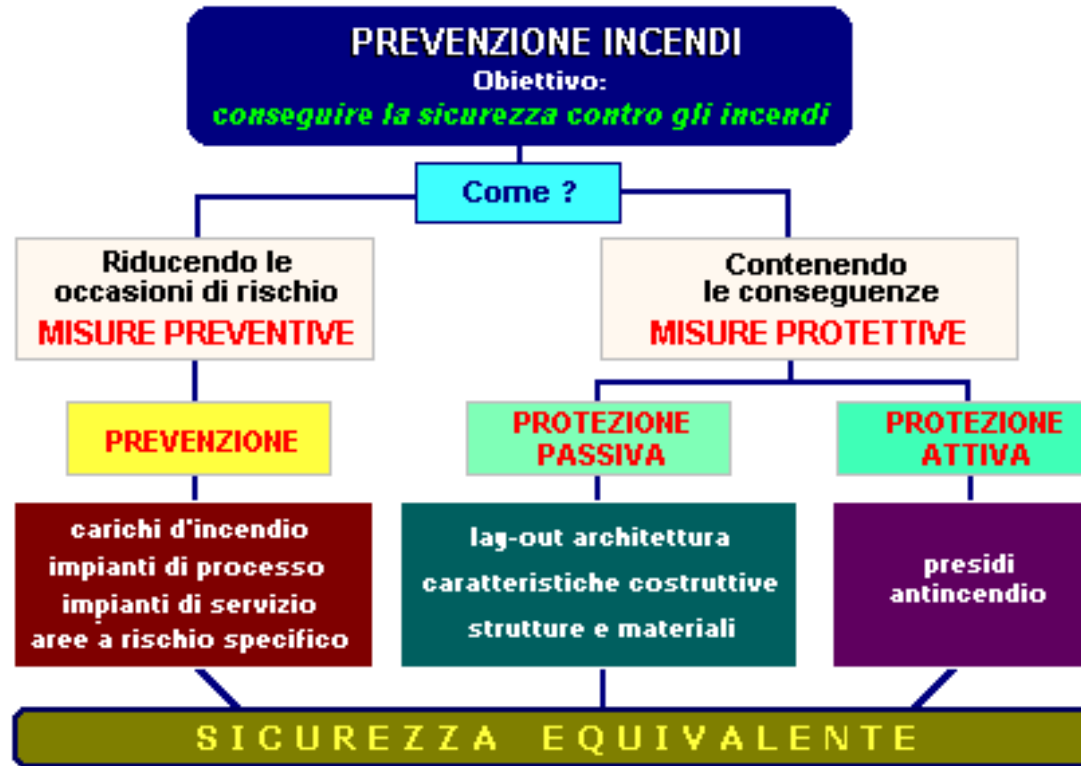 PREVENZIONE INCENDI
Obiettivo:
conseguire la sicurezza contro gli incendi
Come ?
Riducendo le
occasioni di rischio
MISURE PREVENTIVE
Contenendo
le conseguenze
MISURE PROTETTIVE
PREVENZIONE
PROTEZIONE
PASSIVA
PROTEZIONE
ATTIVA
carichi d'incendio
impianti di processo
impianti di servizio
aree a rischio specifico
lay-out architettura
caratteristiche costruttive
strutture e materiali
presidi
antincendio
SICUREZZA EQUIVALENTE